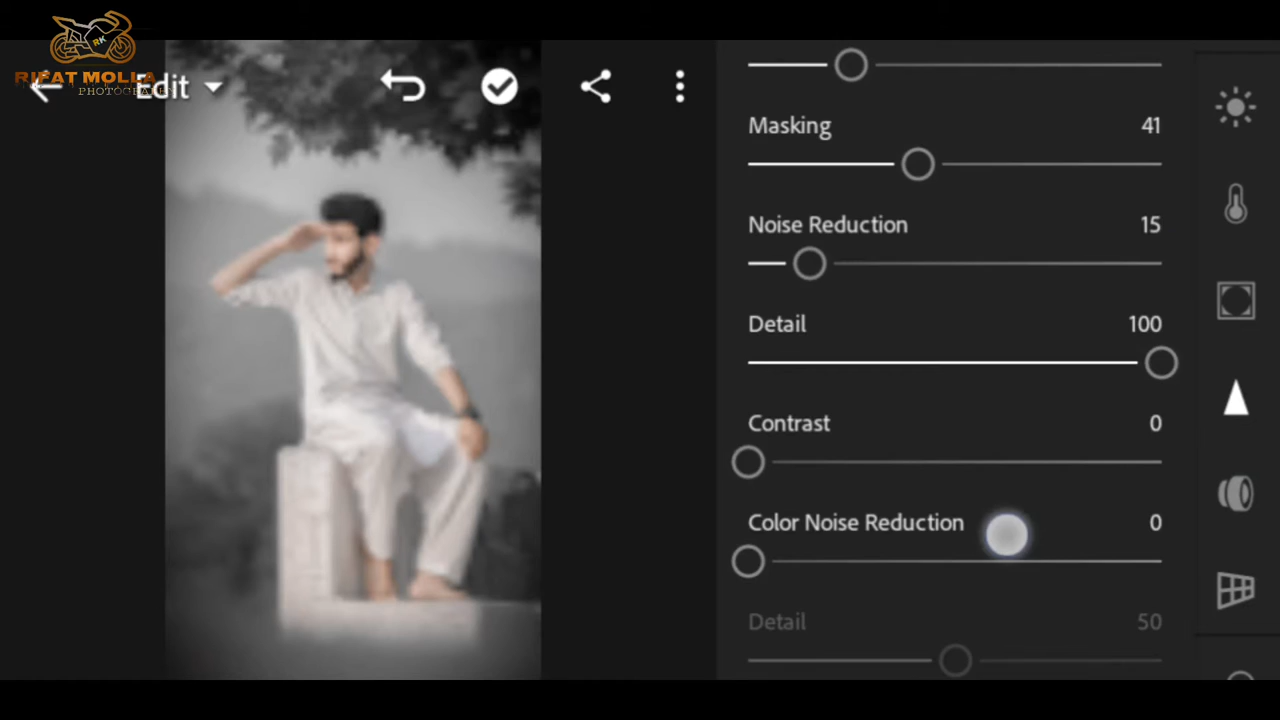 RK
RIFAT MOLLA
PHOTOGRAPHY
Edit
Masking 41
Noise Reduction 15
Detail 100
Contrast 0
Color Noise Reduction 0
Detail 50